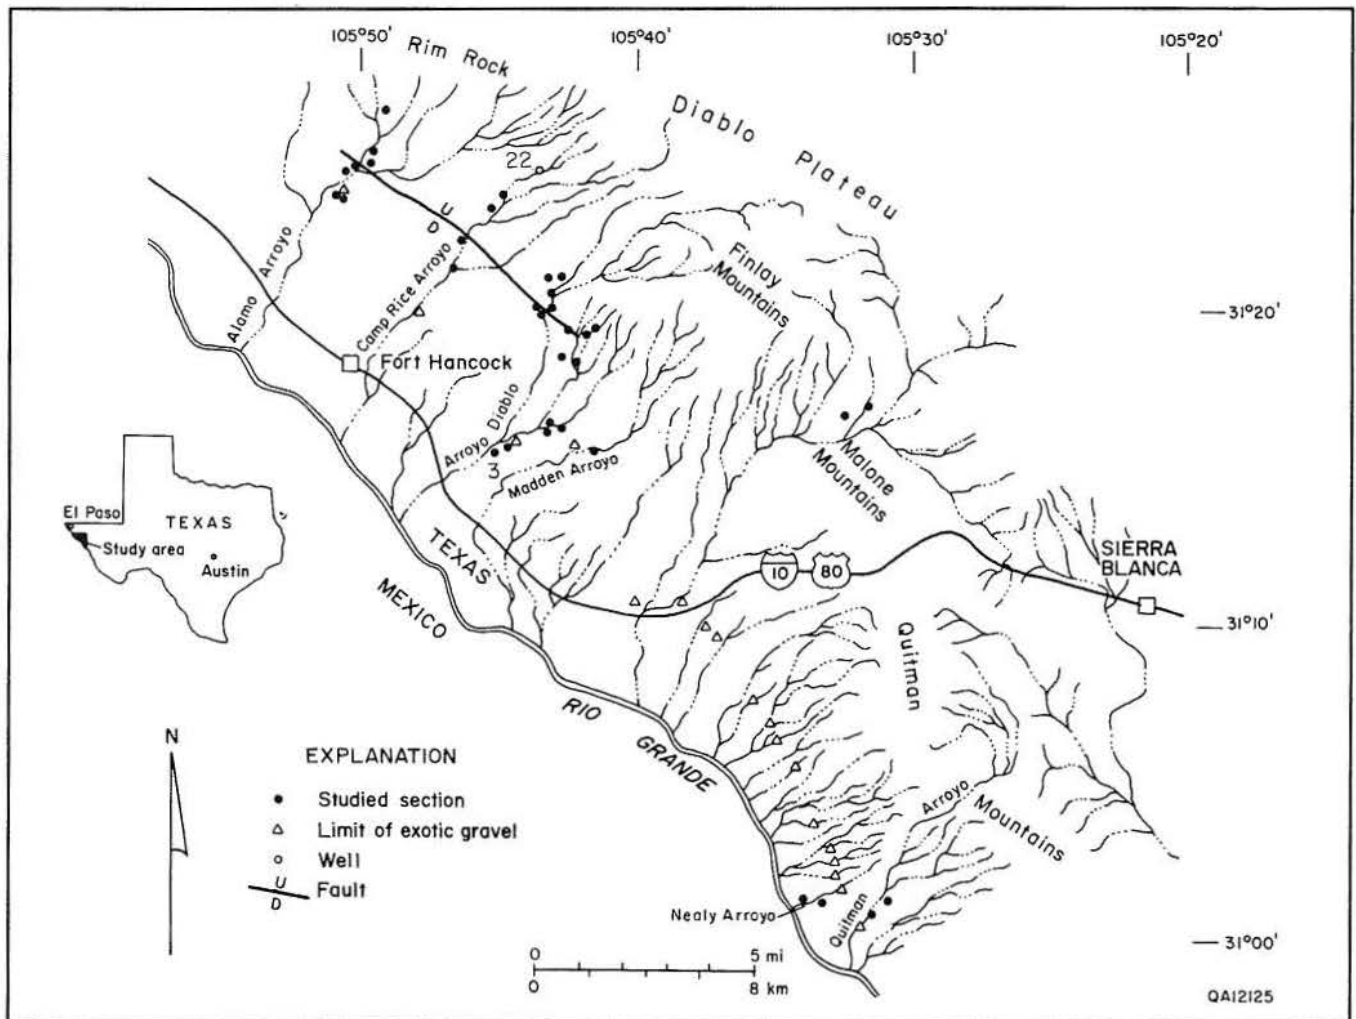 105°50'
105°40'
105°30'
105°20'
Rim Rock
Diablo Plateau
22
U
D
Finlay
Mountains
Alamo Arroyo
Camp Rice Arroyo
31°20'
Fort Hancock
Arroyo Diablo
3
Madden Arroyo
Malone
Mountains
El Paso
TEXAS
Study area
Austin
TEXAS
MEXICO
10
80
SIERRA
BLANCA
31°10'
Quitman
Mountains
RIO GRANDE
N
EXPLANATION
Studied section
Limit of exotic gravel
Well
U
D
Fault
Quitman Arroyo
Nealy Arroyo
31°00'
0 5 mi
0 8 km
QA12125